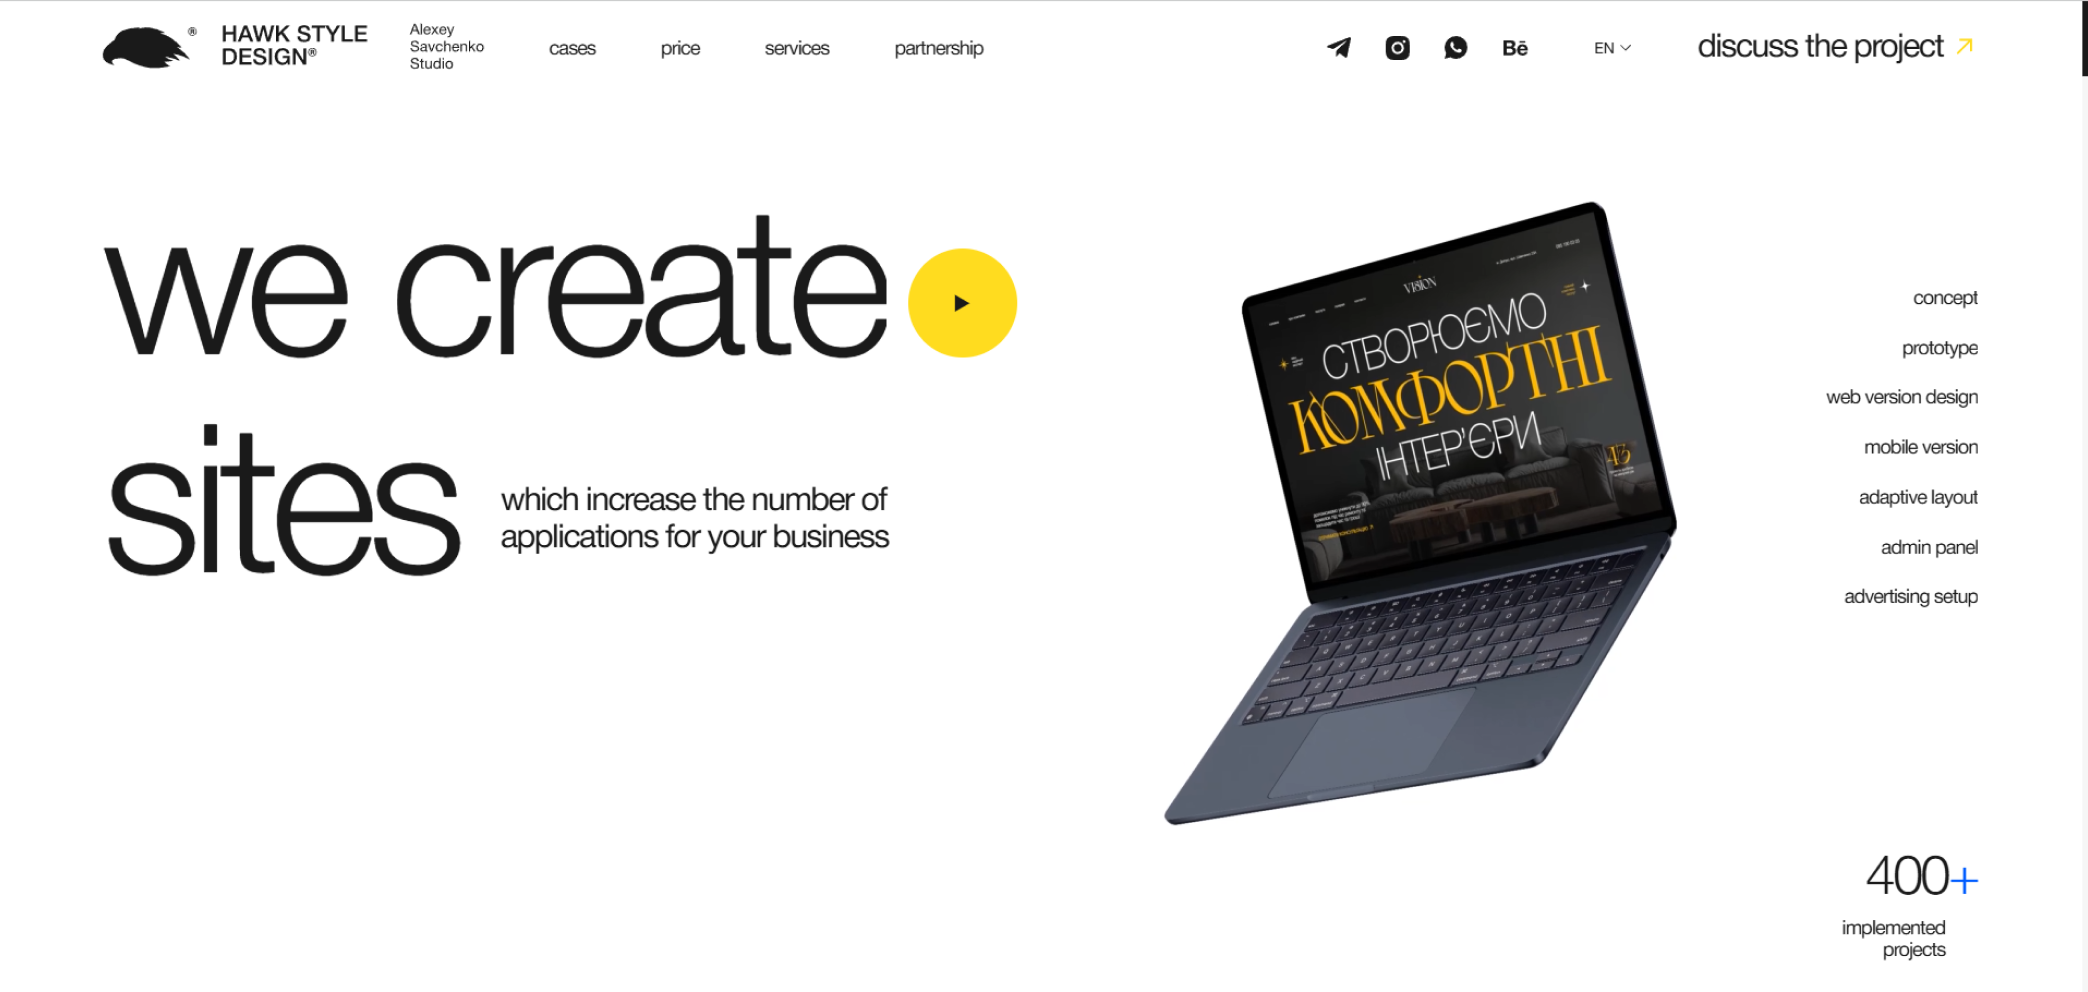 HAWK STYLE
DESIGN®
®
Alexey
Savchenko
Studio
cases
price
services
partnership
Bē
EN
discuss the project
we create
sites
which increase the number of
applications for your business
VISION
СТВОРЮЄМО
КОМФОРТНІ
ІНТЕР'ЄРИ
concept
prototype
web version design
mobile version
adaptive layout
admin panel
advertising setup
400+
implemented
projects